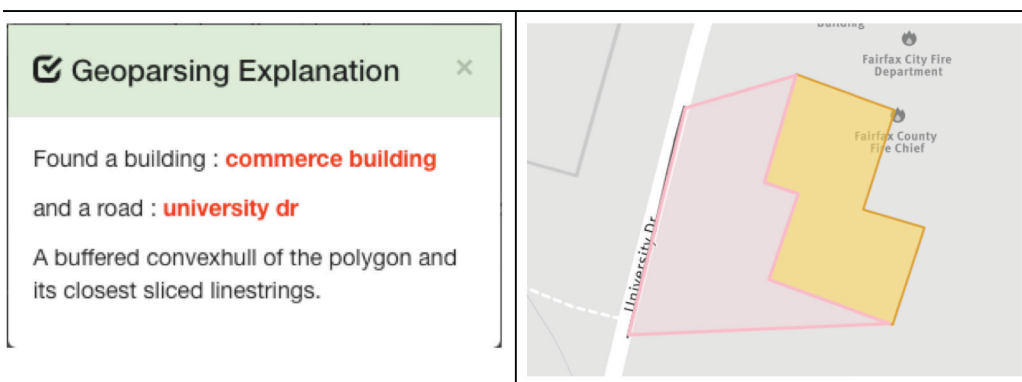 Geoparsing Explanation ×
Found a building : commerce building
and a road : university dr
A buffered convexhull of the polygon and
its closest sliced linestrings.
Building
Fairfax City Fire
Department
Fairfax County
Fire Chief
University Dr